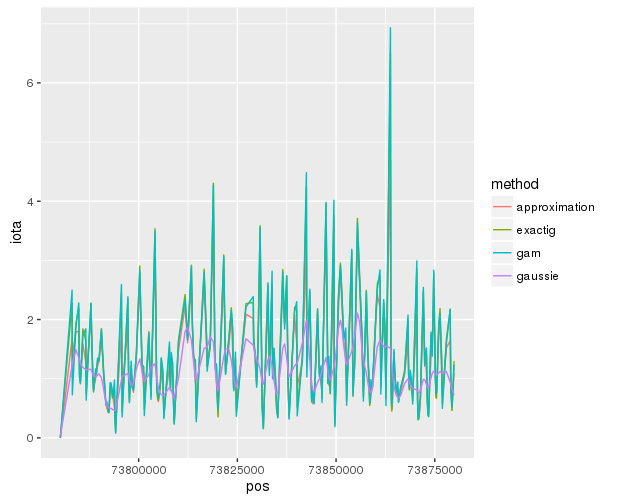 6
4
2
0
iota
73800000
73825000
73850000
73875000
pos
method
approximation
exactig
gam
gaussie